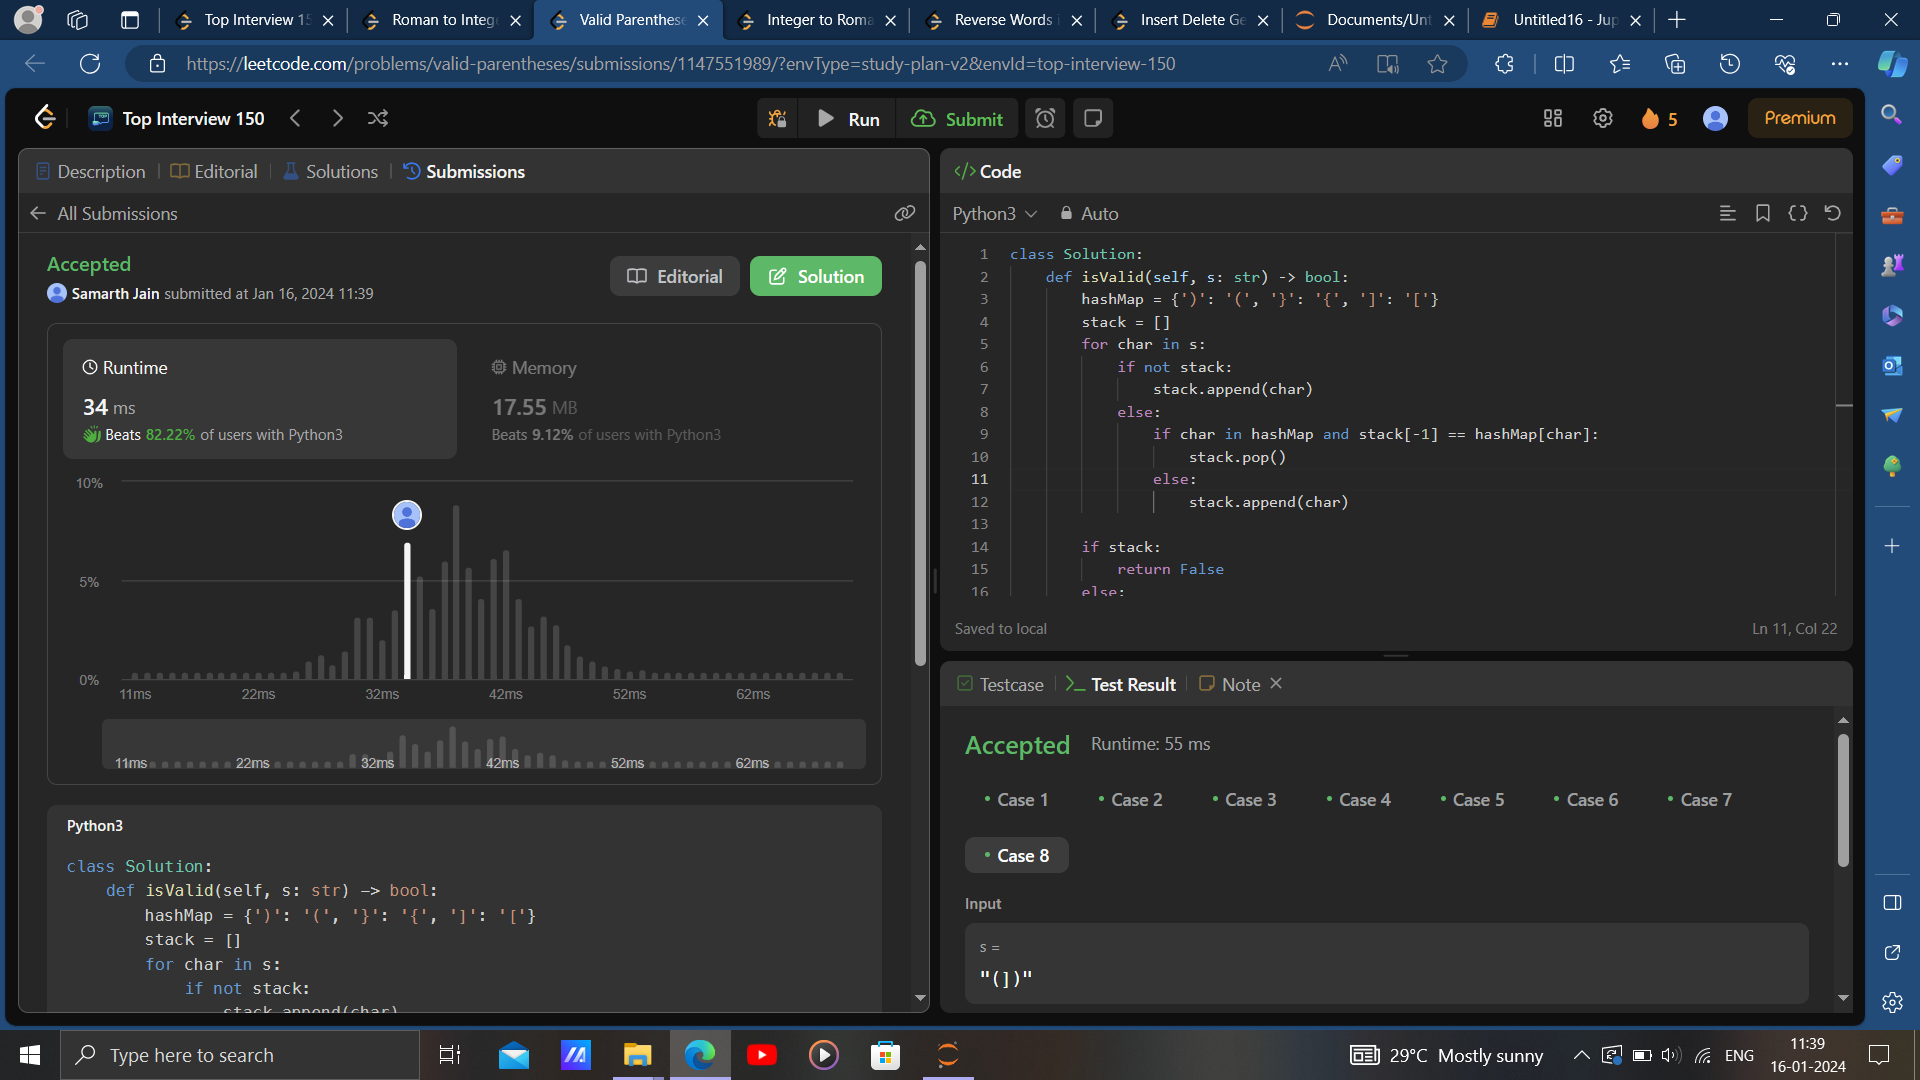 Top Interview 15
Roman to Intege
Valid Parenthese
Integer to Roma
Reverse Words i
Insert Delete Ge
Documents/Unt
Untitled16 - Jup
https://leetcode.com/problems/valid-parentheses/submissions/1147551989/?envType=study-plan-v2&envId=top-interview-150
Top Interview 150
Run
Submit
5
Premium
Description
Editorial
Solutions
Submissions
All Submissions
Accepted
Samarth Jain submitted at Jan 16, 2024 11:39
Editorial
Solution
Runtime
34 ms
Beats 82.22% of users with Python3
Memory
17.55 MB
Beats 9.12% of users with Python3
10%
5%
0%
11ms 22ms 32ms 42ms 52ms 62ms
11ms 22ms 32ms 42ms 52ms 62ms
Python3
class Solution:
def isValid(self, s: str) -> bool:
hashMap = {')': '(', '}': '{', ']': '['}
stack = []
for char in s:
if not stack:
stack.append(char)
</> Code
Python3
Auto
1 class Solution:
2 def isValid(self, s: str) -> bool:
3 hashMap = {')': '(', '}': '{', ']': '['}
4 stack = []
5 for char in s:
6 if not stack:
7 stack.append(char)
8 else:
9 if char in hashMap and stack[-1] == hashMap[char]:
10 stack.pop()
11 else:
12 stack.append(char)
13
14 if stack:
15 return False
16 else:
Saved to local
Ln 11, Col 22
Testcase
Test Result
Note
Accepted Runtime: 55 ms
Case 1
Case 2
Case 3
Case 4
Case 5
Case 6
Case 7
Case 8
Input
s =
"(])"
Type here to search
29°C Mostly sunny
ENG
11:39
16-01-2024